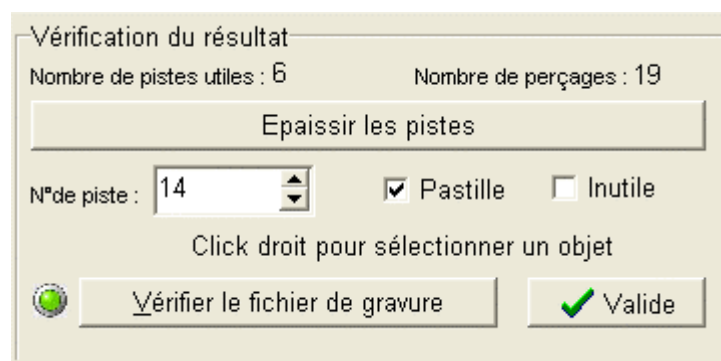 Vérification du résultat
Nombre de pistes utiles : 6 Nombre de perçages : 19
Epaissir les pistes
N°de piste : 14 Pastille Inutile
Click droit pour sélectionner un objet
Vérifier le fichier de gravure Valide